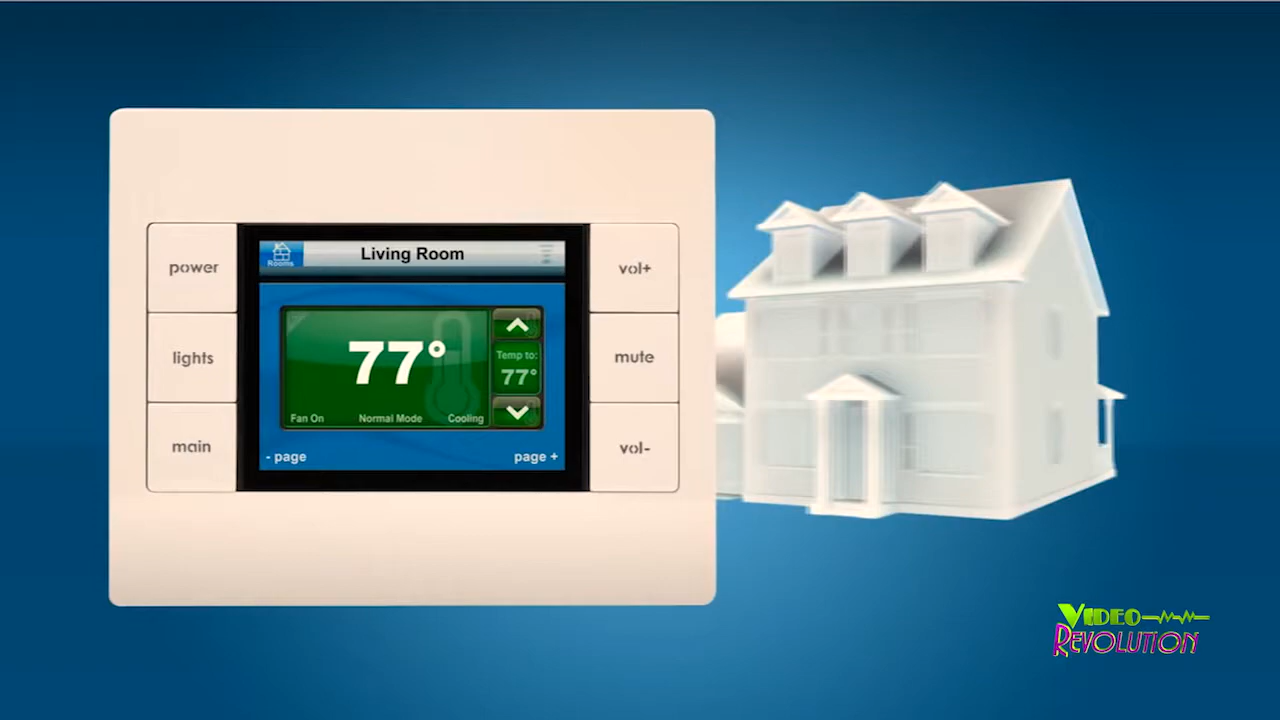 Living Room
Rooms
power
lights
main
77°
Temp to:
77°
Fan On Normal Mode Cooling
- page page +
vol+
mute
vol-
VIDEO
REVOLUTION